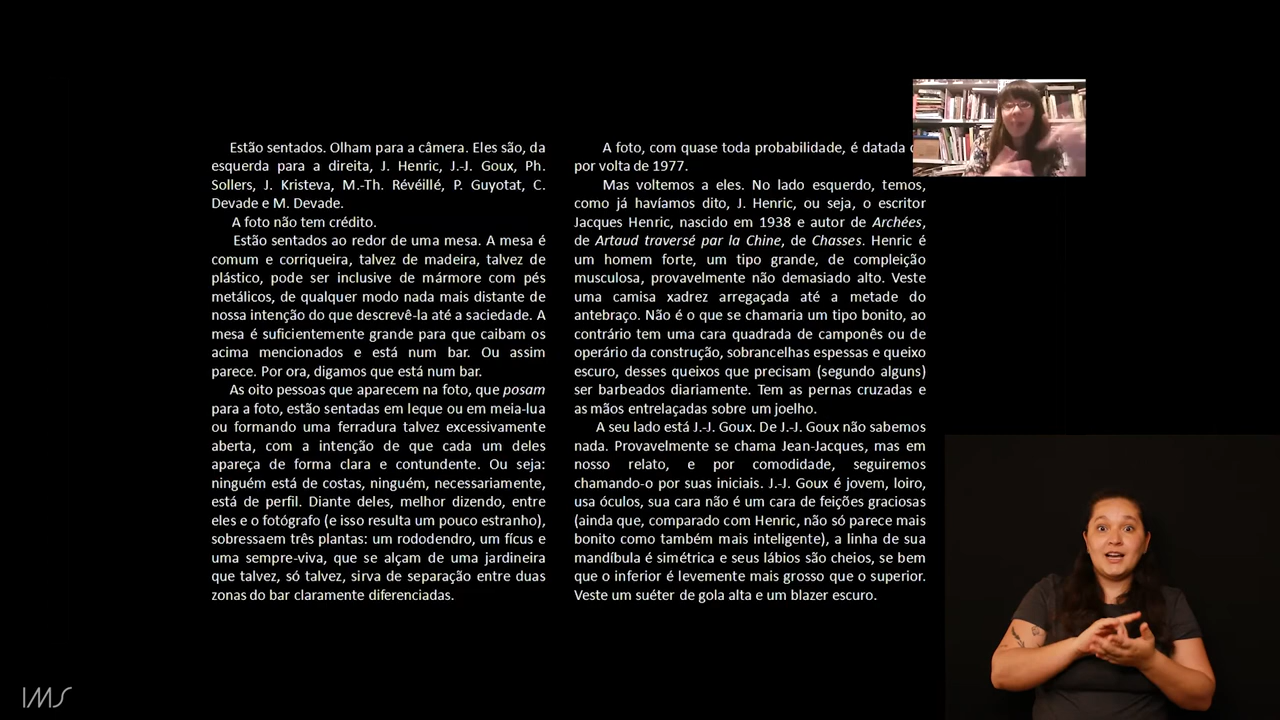 Estão sentados. Olham para a câmera. Eles são, da
esquerda para a direita, J. Henric, J.-J. Goux, Ph.
Sollers, J. Kristeva, M.-Th. Révéillé, P. Guyotat, C.
Devade e M. Devade.
A foto não tem crédito.
Estão sentados ao redor de uma mesa. A mesa é
comum e corriqueira, talvez de madeira, talvez de
plástico, pode ser inclusive de mármore com pés
metálicos, de qualquer modo nada mais distante de
nossa intenção do que descrevê-la até a saciedade. A
mesa é suficientemente grande para que caibam os
acima mencionados e está num bar. Ou assim
parece. Por ora, digamos que está num bar.
As oito pessoas que aparecem na foto, que posam
para a foto, estão sentadas em leque ou em meia-lua
ou formando uma ferradura talvez excessivamente
aberta, com a intenção de que cada um deles
apareça de forma clara e contundente. Ou seja:
ninguém está de costas, ninguém, necessariamente,
está de perfil. Diante deles, melhor dizendo, entre
eles e o fotógrafo (e isso resulta um pouco estranho),
sobressaem três plantas: um rododendro, um fícus e
uma sempre-viva, que se alçam de uma jardineira
que talvez, só talvez, sirva de separação entre duas
zonas do bar claramente diferenciadas.
A foto, com quase toda probabilidade, é datada
por volta de 1977.
Mas voltemos a eles. No lado esquerdo, temos,
como já havíamos dito, J. Henric, ou seja, o escritor
Jacques Henric, nascido em 1938 e autor de Archées,
de Artaud traversé par la Chine, de Chasses. Henric é
um homem forte, um tipo grande, de compleição
musculosa, provavelmente não demasiado alto. Veste
uma camisa xadrez arregaçada até a metade do
antebraço. Não é o que se chamaria um tipo bonito, ao
contrário tem uma cara quadrada de camponês ou de
operário da construção, sobrancelhas espessas e queixo
escuro, desses queixos que precisam (segundo alguns)
ser barbeados diariamente. Tem as pernas cruzadas e
as mãos entrelaçadas sobre um joelho.
A seu lado está J.-J. Goux. De J.-J. Goux não sabemos
nada. Provavelmente se chama Jean-Jacques, mas em
nosso relato, e por comodidade, seguiremos
chamando-o por suas iniciais. J.-J. Goux é jovem, loiro,
usa óculos, sua cara não é um cara de feições graciosas
(ainda que, comparado com Henric, não só parece mais
bonito como também mais inteligente), a linha de sua
mandíbula é simétrica e seus lábios são cheios, se bem
que o inferior é levemente mais grosso que o superior.
Veste um suéter de gola alta e um blazer escuro.
IMS